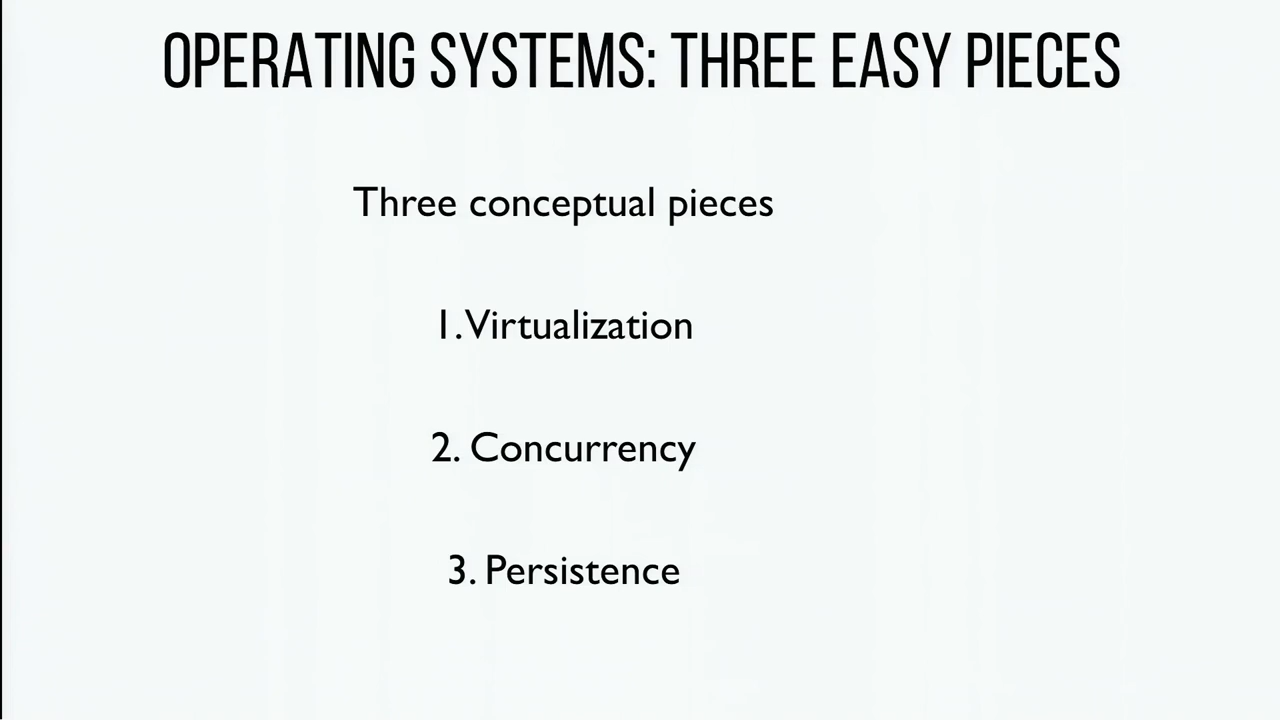 OPERATING SYSTEMS: THREE EASY PIECES
Three conceptual pieces
1. Virtualization
2. Concurrency
3. Persistence